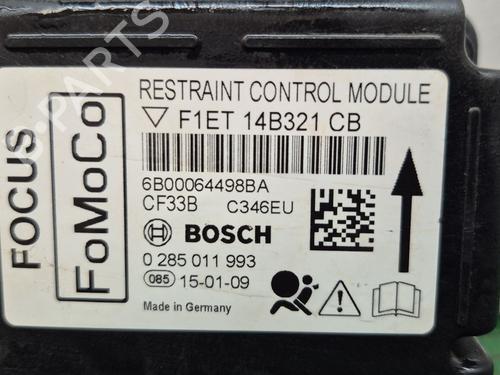 B-PARTS
RESTRAINT CONTROL MODULE
F1ET 14B321 CB
6B00064498BA
CF33B C346EU
BOSCH
0 285 011 993
085 15-01-09
Made in Germany
FOCUS
FoMoCo